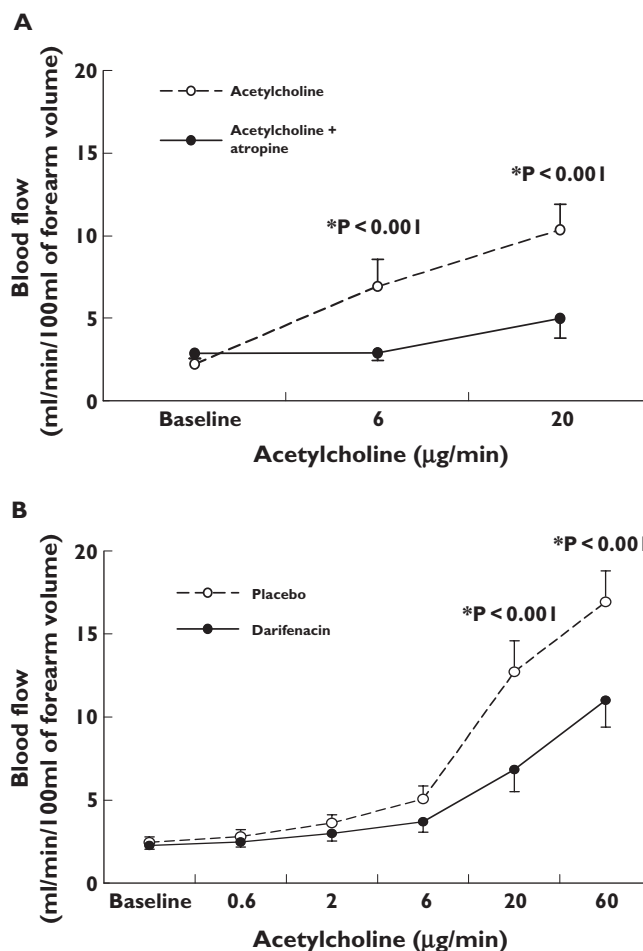 A
20
15
10
5
0
Blood flow
(ml/min/100ml of forearm volume)
Acetylcholine
Acetylcholine +
atropine
*P < 0.001
*P < 0.001
Baseline
6
20
Acetylcholine (μg/min)
B
20
15
10
5
0
Blood flow
(ml/min/100ml of forearm volume)
Placebo
Darifenacin
*P < 0.001
*P < 0.001
Baseline
0.6
2
6
20
60
Acetylcholine (μg/min)